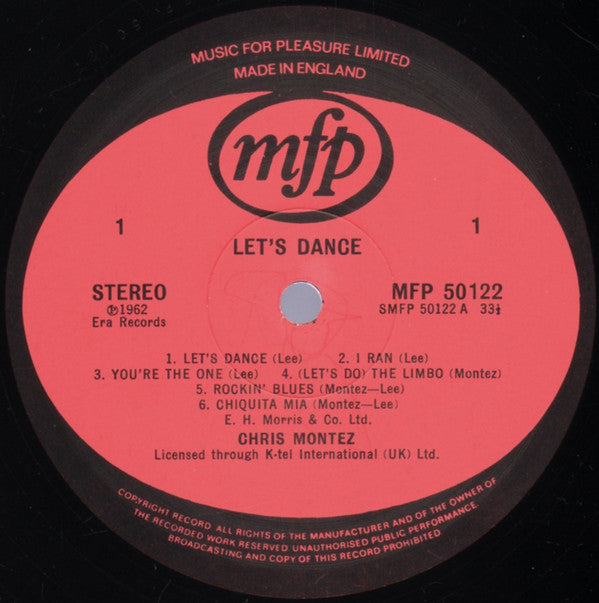 MUSIC FOR PLEASURE LIMITED
MADE IN ENGLAND
mfp
1 1
LET'S DANCE
STEREO MFP 50122
℗1962 SMFP 50122 A 33⅓
Era Records
1. LET'S DANCE (Lee) 2. I RAN (Lee)
3. YOU'RE THE ONE (Lee) 4. (LET'S DO) THE LIMBO (Montez)
5. ROCKIN' BLUES (Montez—Lee)
6. CHIQUITA MIA (Montez—Lee)
E. H. Morris & Co. Ltd.
CHRIS MONTEZ
Licensed through K-tel International (UK) Ltd.
COPYRIGHT RECORD. ALL RIGHTS OF THE MANUFACTURER AND OF THE OWNER OF
THE RECORDED WORK RESERVED UNAUTHORISED PUBLIC PERFORMANCE,
BROADCASTING AND COPY OF THIS RECORD PROHIBITED